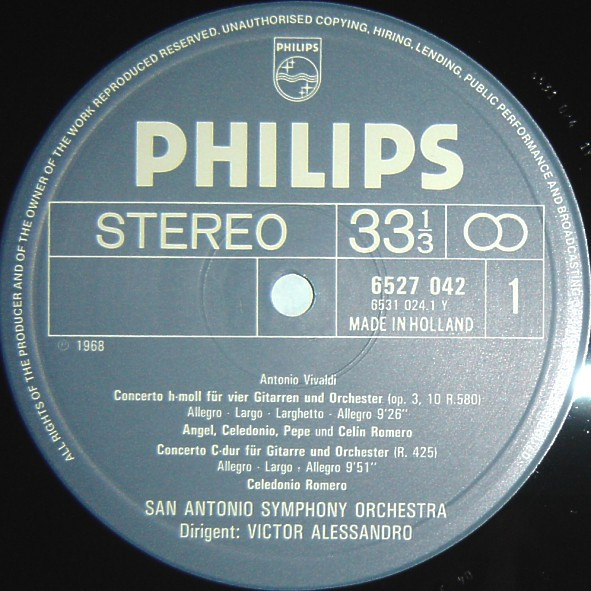 ALL RIGHTS OF THE PRODUCER AND OF THE OWNER OF THE WORK REPRODUCED RESERVED. UNAUTHORISED COPYING, HIRING, LENDING, PUBLIC PERFORMANCE AND BROADCASTING
PHILIPS
PHILIPS
STEREO
33 1/3
6527 042
6531 024.1 Y
MADE IN HOLLAND
1
℗ 1968
Antonio Vivaldi
Concerto h-moll für vier Gitarren und Orchester (op. 3, 10 R.580)
Allegro - Largo - Larghetto - Allegro 9'26"
Angel, Celedonio, Pepe und Celin Romero
Concerto C-dur für Gitarre und Orchester (R. 425)
Allegro - Largo - Allegro 9'51"
Celedonio Romero
SAN ANTONIO SYMPHONY ORCHESTRA
Dirigent: VICTOR ALESSANDRO